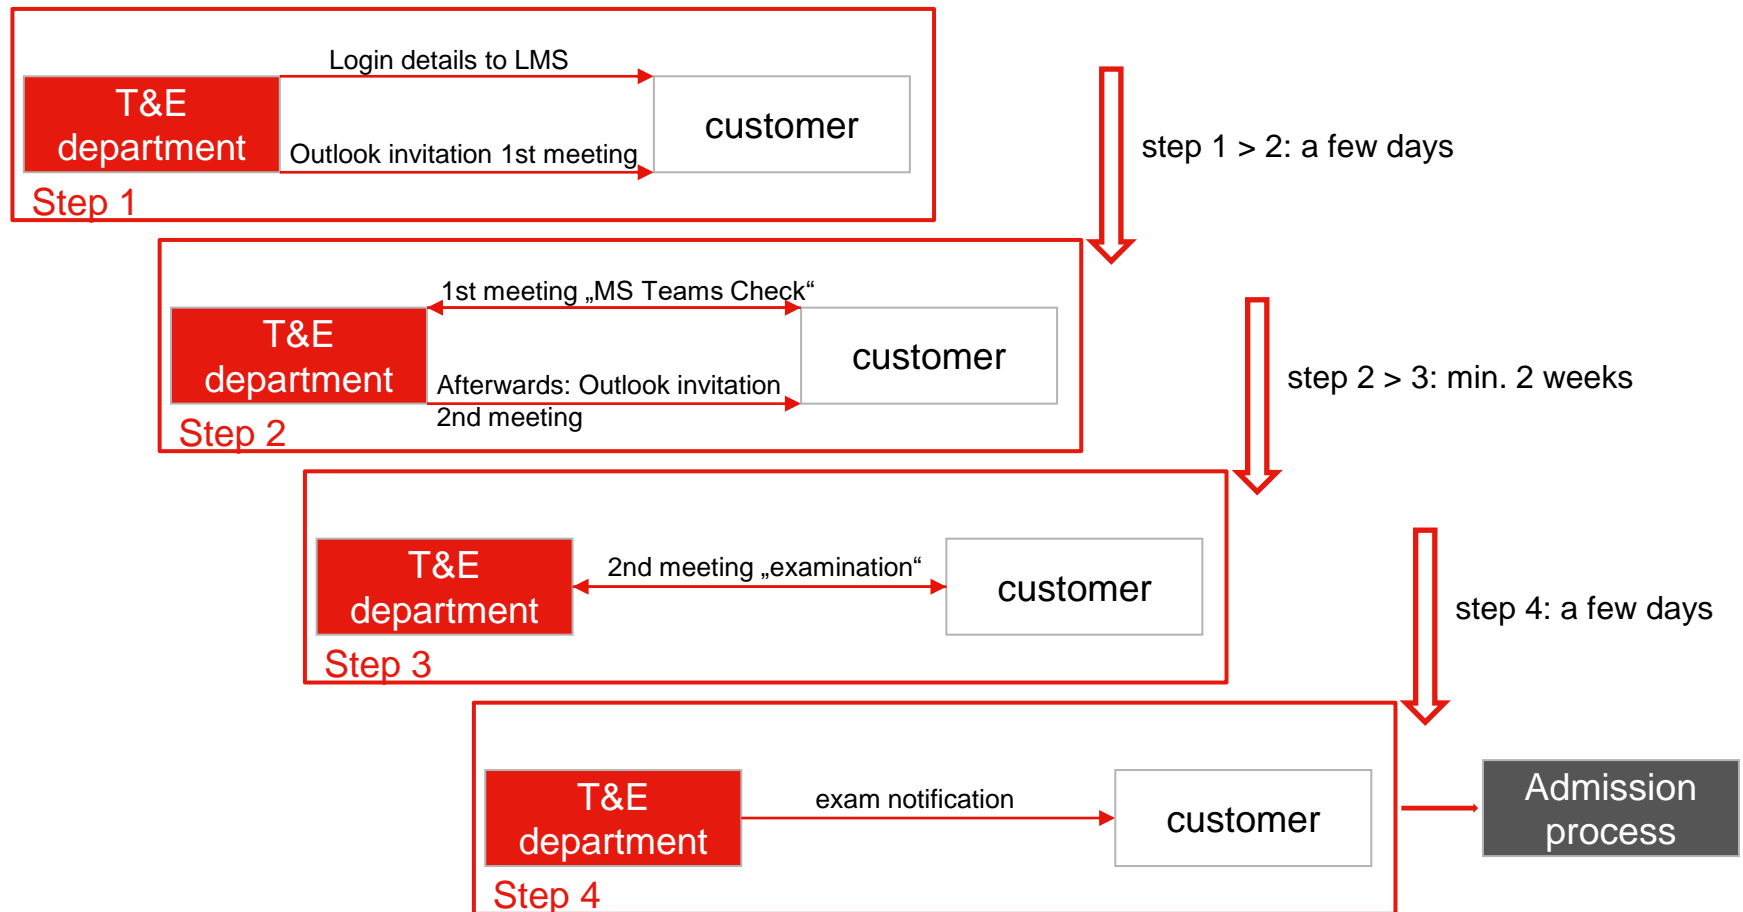 Login details to LMS
T&E
department
customer
Outlook invitation 1st meeting
Step 1
step 1 > 2: a few days
1st meeting „MS Teams Check“
T&E
department
customer
Afterwards: Outlook invitation
2nd meeting
Step 2
step 2 > 3: min. 2 weeks
T&E
department
2nd meeting „examination“
customer
Step 3
step 4: a few days
T&E
department
exam notification
customer
Step 4
Admission
process